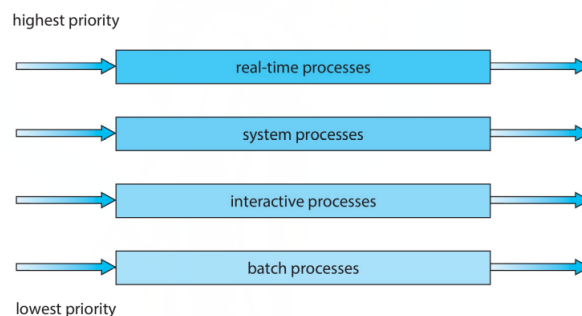 highest priority
real-time processes
system processes
interactive processes
batch processes
lowest priority